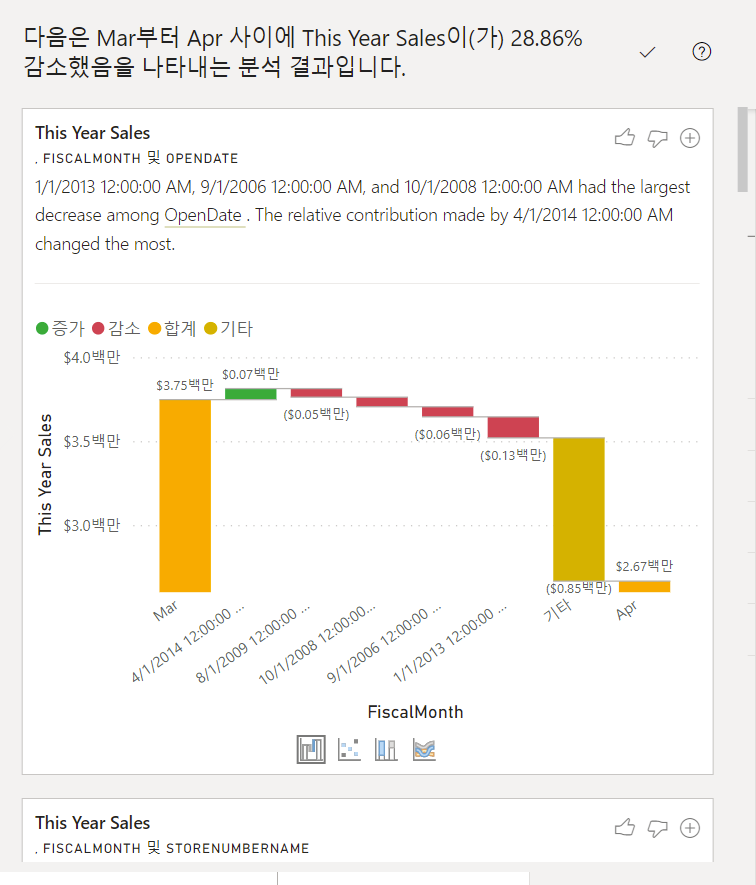 다음은 Mar부터 Apr 사이에 This Year Sales이(가) 28.86%
감소했음을 나타내는 분석 결과입니다.
This Year Sales
, FISCALMONTH 및 OPENDATE
1/1/2013 12:00:00 AM, 9/1/2006 12:00:00 AM, and 10/1/2008 12:00:00 AM had the largest
decrease among OpenDate . The relative contribution made by 4/1/2014 12:00:00 AM
changed the most.
증가 감소 합계 기타
$4.0백만
$3.75백만
$0.07백만
($0.05백만)
($0.06백만)
($0.13백만)
$3.5백만
$3.0백만
This Year Sales
$2.67백만
($0.85백만)
Mar
4/1/2014 12:00:00 ...
8/1/2009 12:00:00 ...
10/1/2008 12:00:00...
9/1/2006 12:00:00 ...
1/1/2013 12:00:00 ...
기타
Apr
FiscalMonth
This Year Sales
, FISCALMONTH 및 STORENUMBERNAME